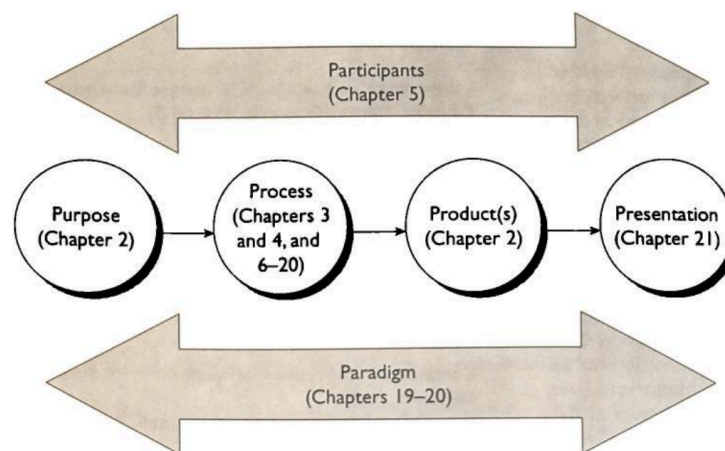 Participants
(Chapter 5)
Purpose
(Chapter 2)
Process
(Chapters 3
and 4, and
6–20)
Product(s)
(Chapter 2)
Presentation
(Chapter 21)
Paradigm
(Chapters 19–20)